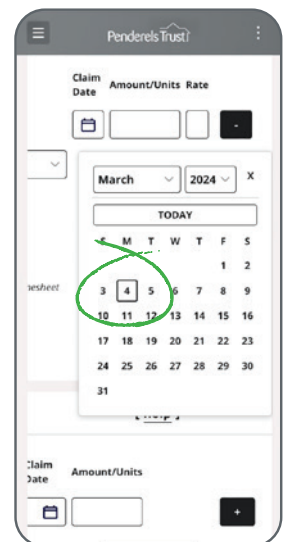 Penderels Trust
Claim Date Amount/Units Rate
-
March 2024 X
TODAY
S M T W T F S
1 2
3 4 5 6 7 8 9
10 11 12 13 14 15 16
17 18 19 20 21 22 23
24 25 26 27 28 29 30
31
Claim Date Amount/Units
+